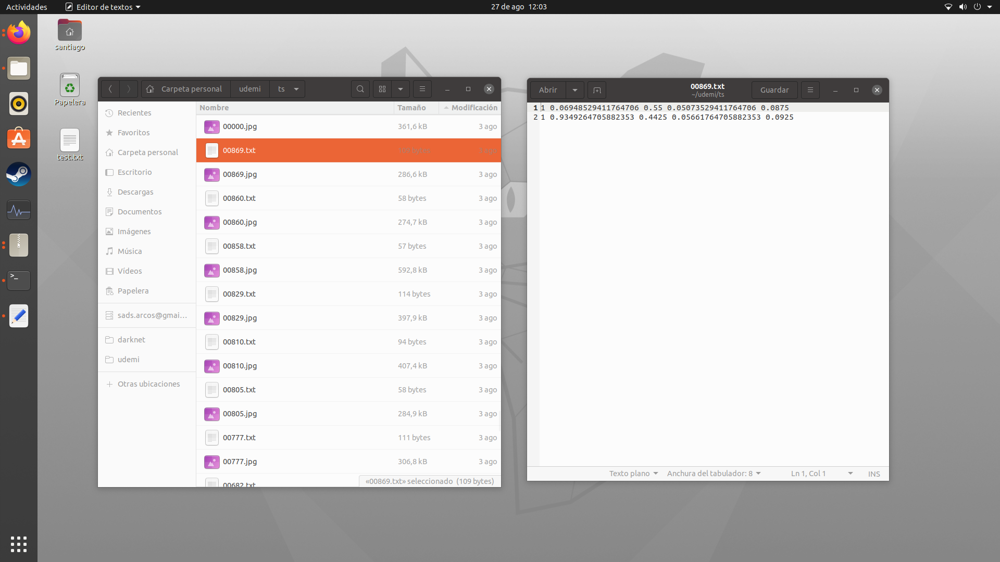 Actividades
Editor de textos
27 de ago 12:03
santiago
Papelera
test.txt
Carpeta personal
udemi
ts
Nombre
Tamaño
Modificación
Recientes
Favoritos
Carpeta personal
Escritorio
Descargas
Documentos
Imágenes
Música
Vídeos
Papelera
sads.arcos@gmai...
darknet
udemi
Otras ubicaciones
00000.jpg 361,6 kB 3 ago
00869.txt 109 bytes 3 ago
00869.jpg 286,6 kB 3 ago
00860.txt 58 bytes 3 ago
00860.jpg 274,7 kB 3 ago
00858.txt 57 bytes 3 ago
00858.jpg 592,8 kB 3 ago
00829.txt 114 bytes 3 ago
00829.jpg 397,9 kB 3 ago
00810.txt 94 bytes 3 ago
00810.jpg 407,4 kB 3 ago
00805.txt 58 bytes 3 ago
00805.jpg 284,9 kB 3 ago
00777.txt 111 bytes 3 ago
00777.jpg 306,8 kB 3 ago
00682.txt
«00869.txt» seleccionado (109 bytes)
Abrir
00869.txt
~/udemi/ts
Guardar
1 1 0.06948529411764706 0.55 0.05073529411764706 0.0875
2 1 0.9349264705882353 0.4425 0.05661764705882353 0.0925
Texto plano
Anchura del tabulador: 8
Ln 1, Col 1
INS